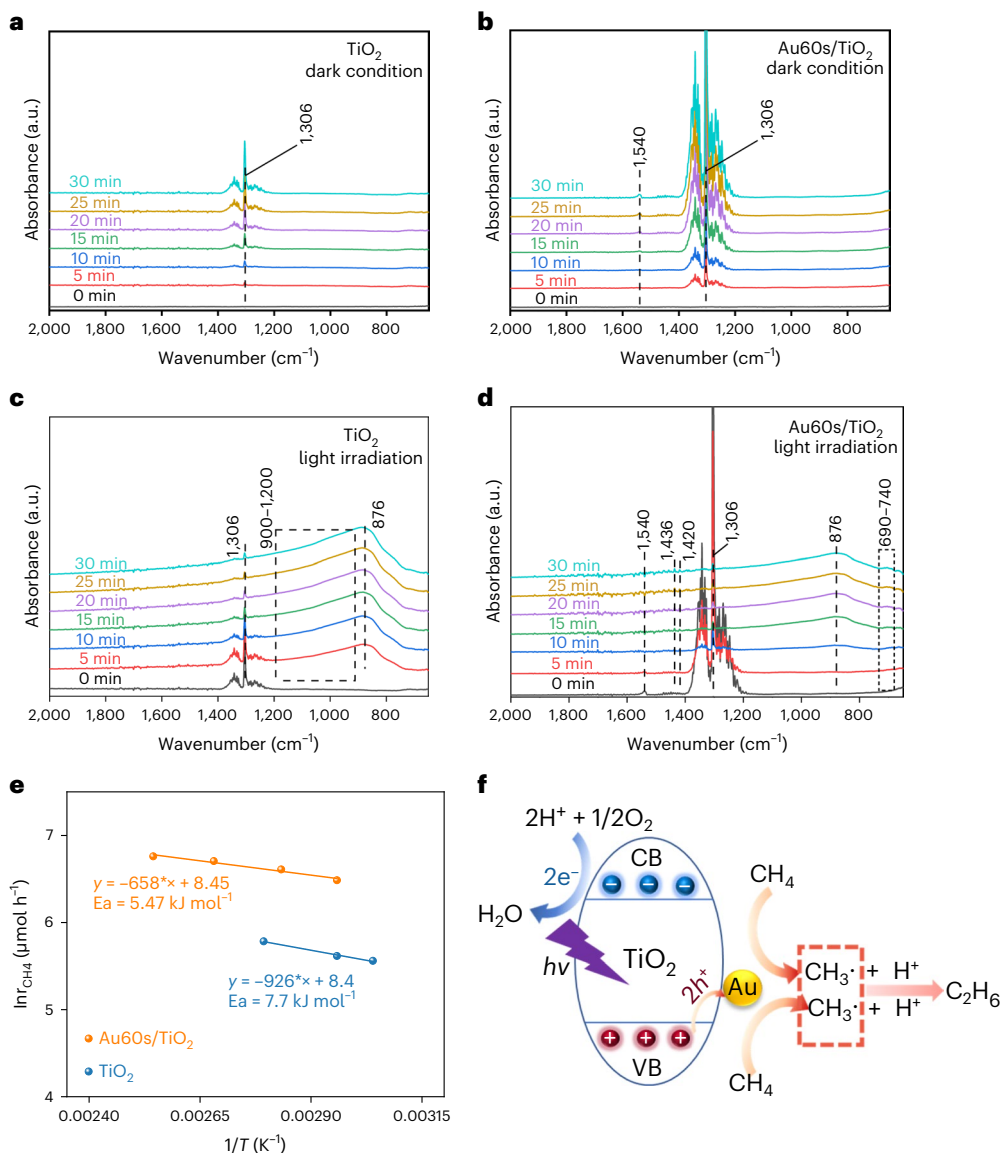 a
TiO2
dark condition
1,306
30 min
25 min
20 min
15 min
10 min
5 min
0 min
2,000 1,800 1,600 1,400 1,200 1,000 800
Wavenumber (cm−1)
Absorbance (a.u.)
b
Au60s/TiO2
dark condition
1,540
1,306
30 min
25 min
20 min
15 min
10 min
5 min
0 min
2,000 1,800 1,600 1,400 1,200 1,000 800
Wavenumber (cm−1)
Absorbance (a.u.)
c
TiO2
light irradiation
1,306
900–1,200
876
30 min
25 min
20 min
15 min
10 min
5 min
0 min
2,000 1,800 1,600 1,400 1,200 1,000 800
Wavenumber (cm−1)
Absorbance (a.u.)
d
Au60s/TiO2
light irradiation
1,540
1,436
1,420
1,306
876
690–740
30 min
25 min
20 min
15 min
10 min
5 min
0 min
2,000 1,800 1,600 1,400 1,200 1,000 800
Wavenumber (cm−1)
Absorbance (a.u.)
e
7
6
5
4
lnrCH4 (μmol h−1)
y = −658*× + 8.45
Ea = 5.47 kJ mol−1
y = −926*× + 8.4
Ea = 7.7 kJ mol−1
Au60s/TiO2
TiO2
0.00240 0.00265 0.00290 0.00315
1/T (K−1)
f
2H+ + 1/2O2
CB
2e−
− − −
H2O
hv
TiO2
2h+
Au
+ + +
VB
CH4
CH3· + H+
CH3· + H+
C2H6
CH4